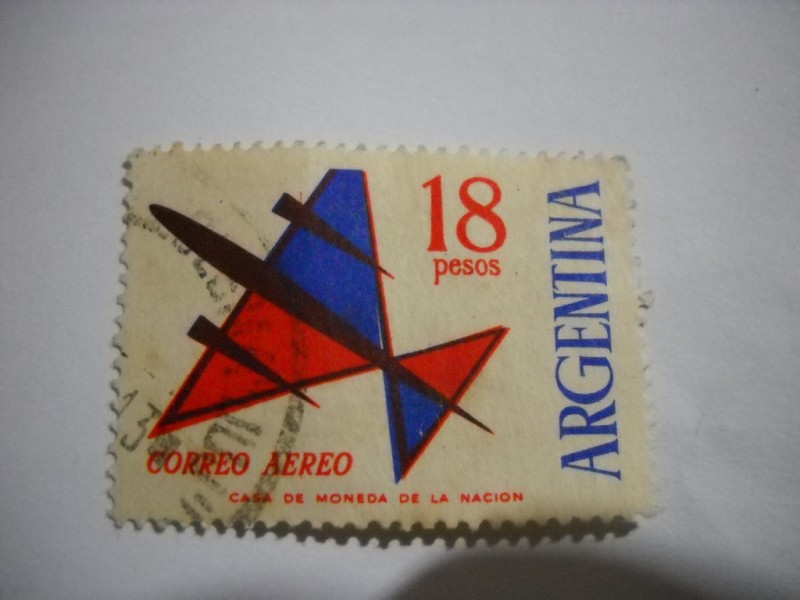 18
pesos
ARGENTINA
CORREO AEREO
CASA DE MONEDA DE LA NACION